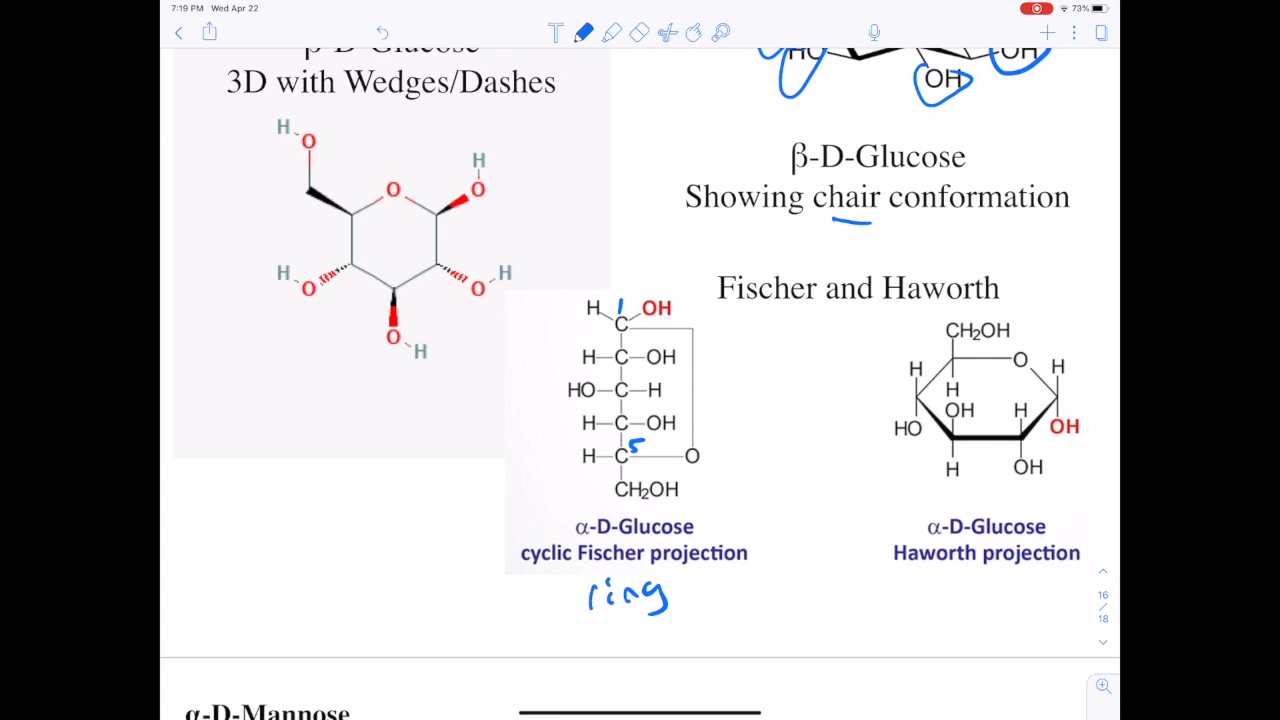 7:19 PM Wed Apr 22
73%
β-D-Glucose
3D with Wedges/Dashes
H
O
O
H
O
H
O
O
H
O
H
HO
OH
OH
β-D-Glucose
Showing chair conformation
Fischer and Haworth
H 1 OH
C
H–C–OH
HO–C–H
H–C–OH
5
H–C O
CH₂OH
α-D-Glucose
cyclic Fischer projection
ring
CH₂OH
O
H
H
H
OH
H
HO
OH
H
OH
α-D-Glucose
Haworth projection
16
/
18
α-D-Mannose